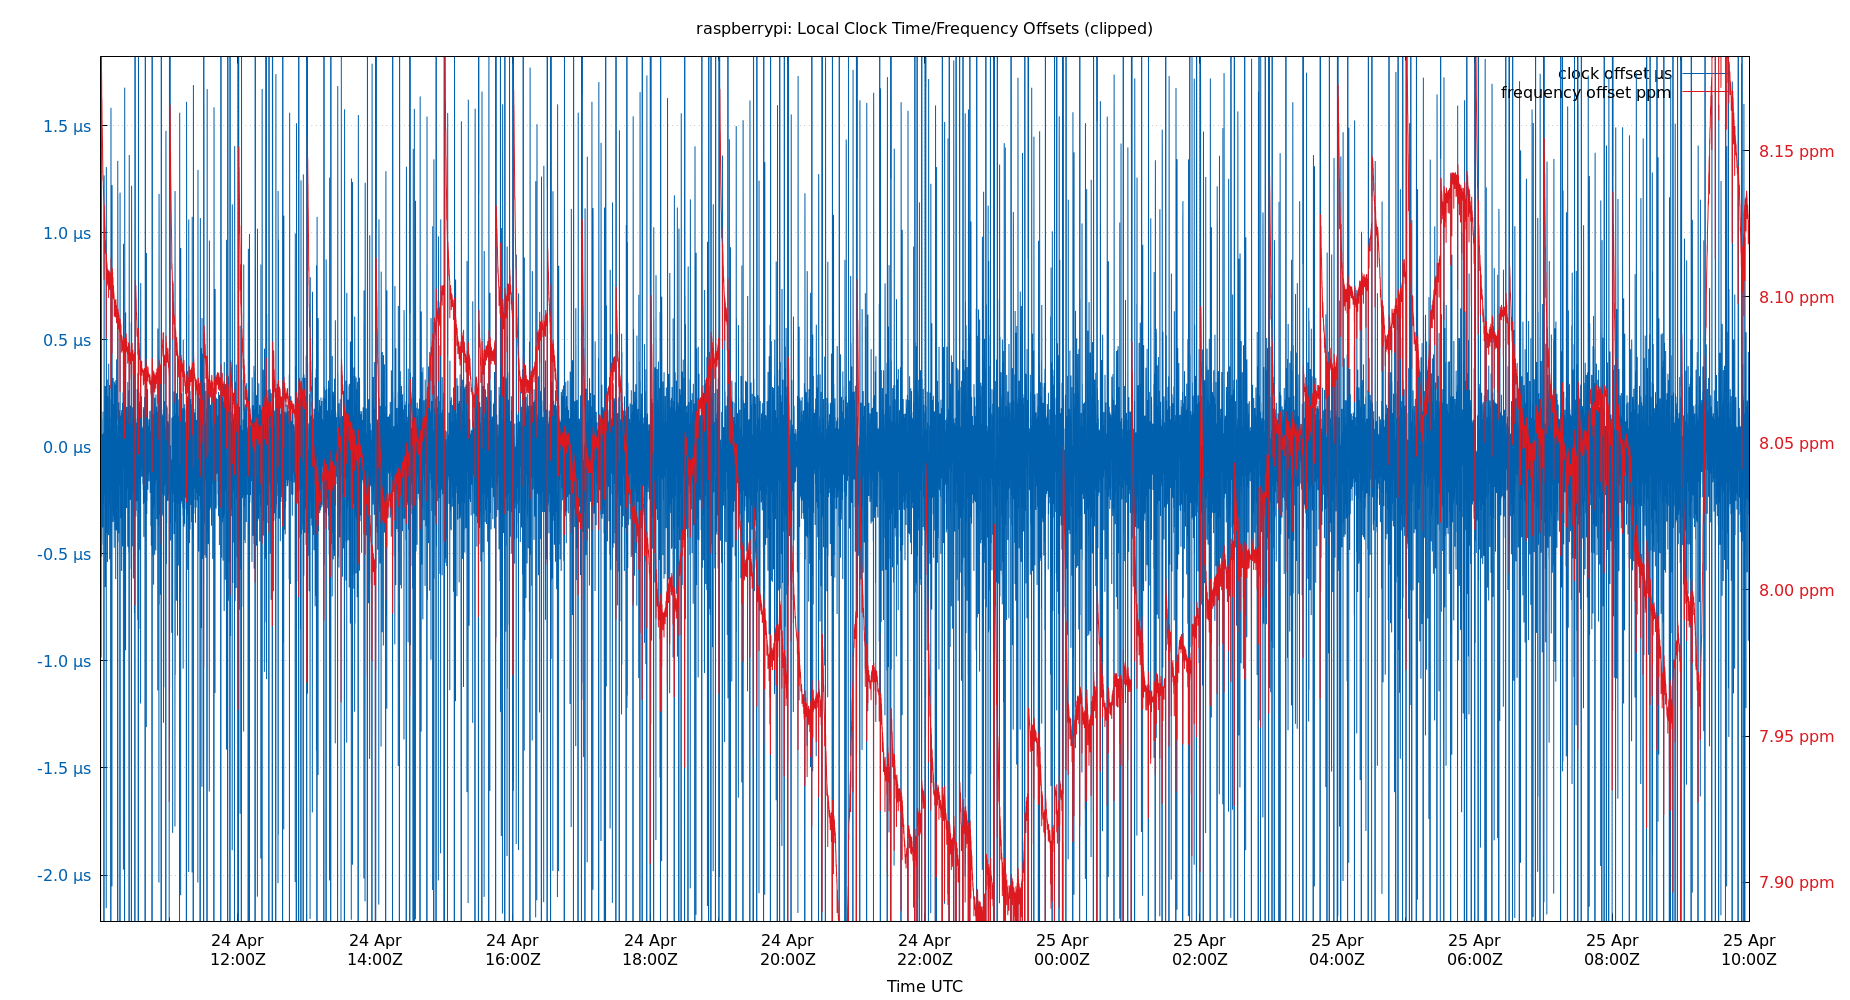 raspberrypi: Local Clock Time/Frequency Offsets (clipped)
clock offset µs
frequency offset ppm
1.5 µs
1.0 µs
0.5 µs
0.0 µs
-0.5 µs
-1.0 µs
-1.5 µs
-2.0 µs
8.15 ppm
8.10 ppm
8.05 ppm
8.00 ppm
7.95 ppm
7.90 ppm
24 Apr
12:00Z
24 Apr
14:00Z
24 Apr
16:00Z
24 Apr
18:00Z
24 Apr
20:00Z
24 Apr
22:00Z
25 Apr
00:00Z
25 Apr
02:00Z
25 Apr
04:00Z
25 Apr
06:00Z
25 Apr
08:00Z
25 Apr
10:00Z
Time UTC